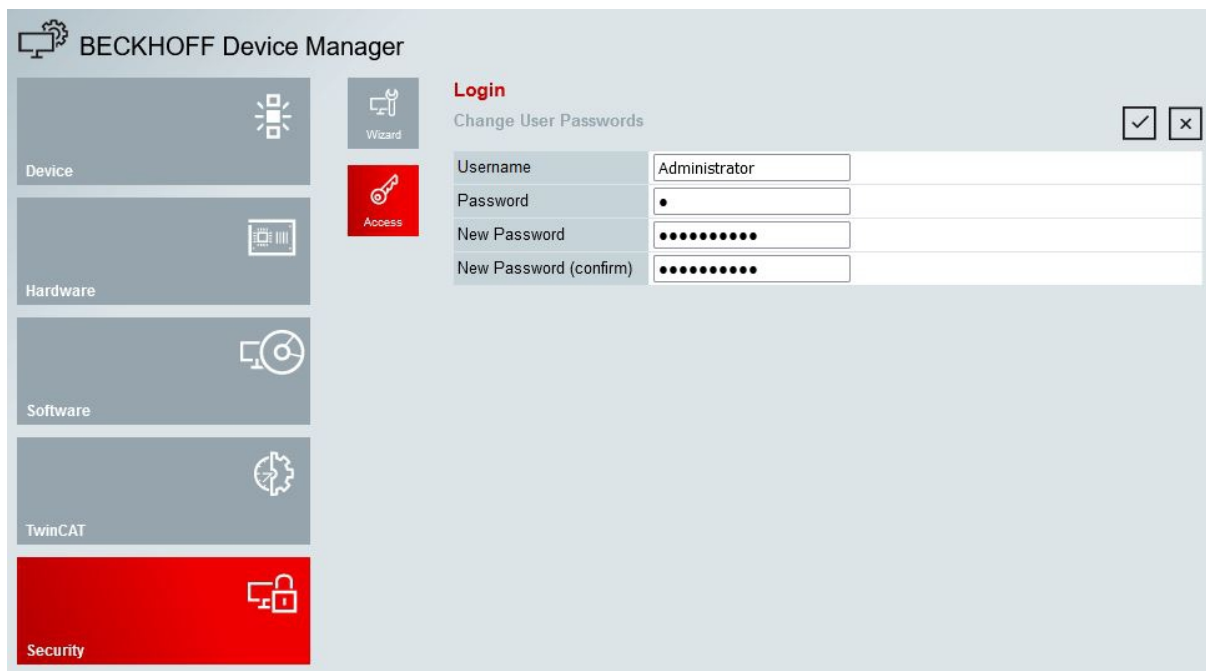 BECKHOFF Device Manager
Device
Hardware
Software
TwinCAT
Security
Wizard
Access
Login
Change User Passwords
Username Administrator
Password ●
New Password ●●●●●●●●●●
New Password (confirm) ●●●●●●●●●●